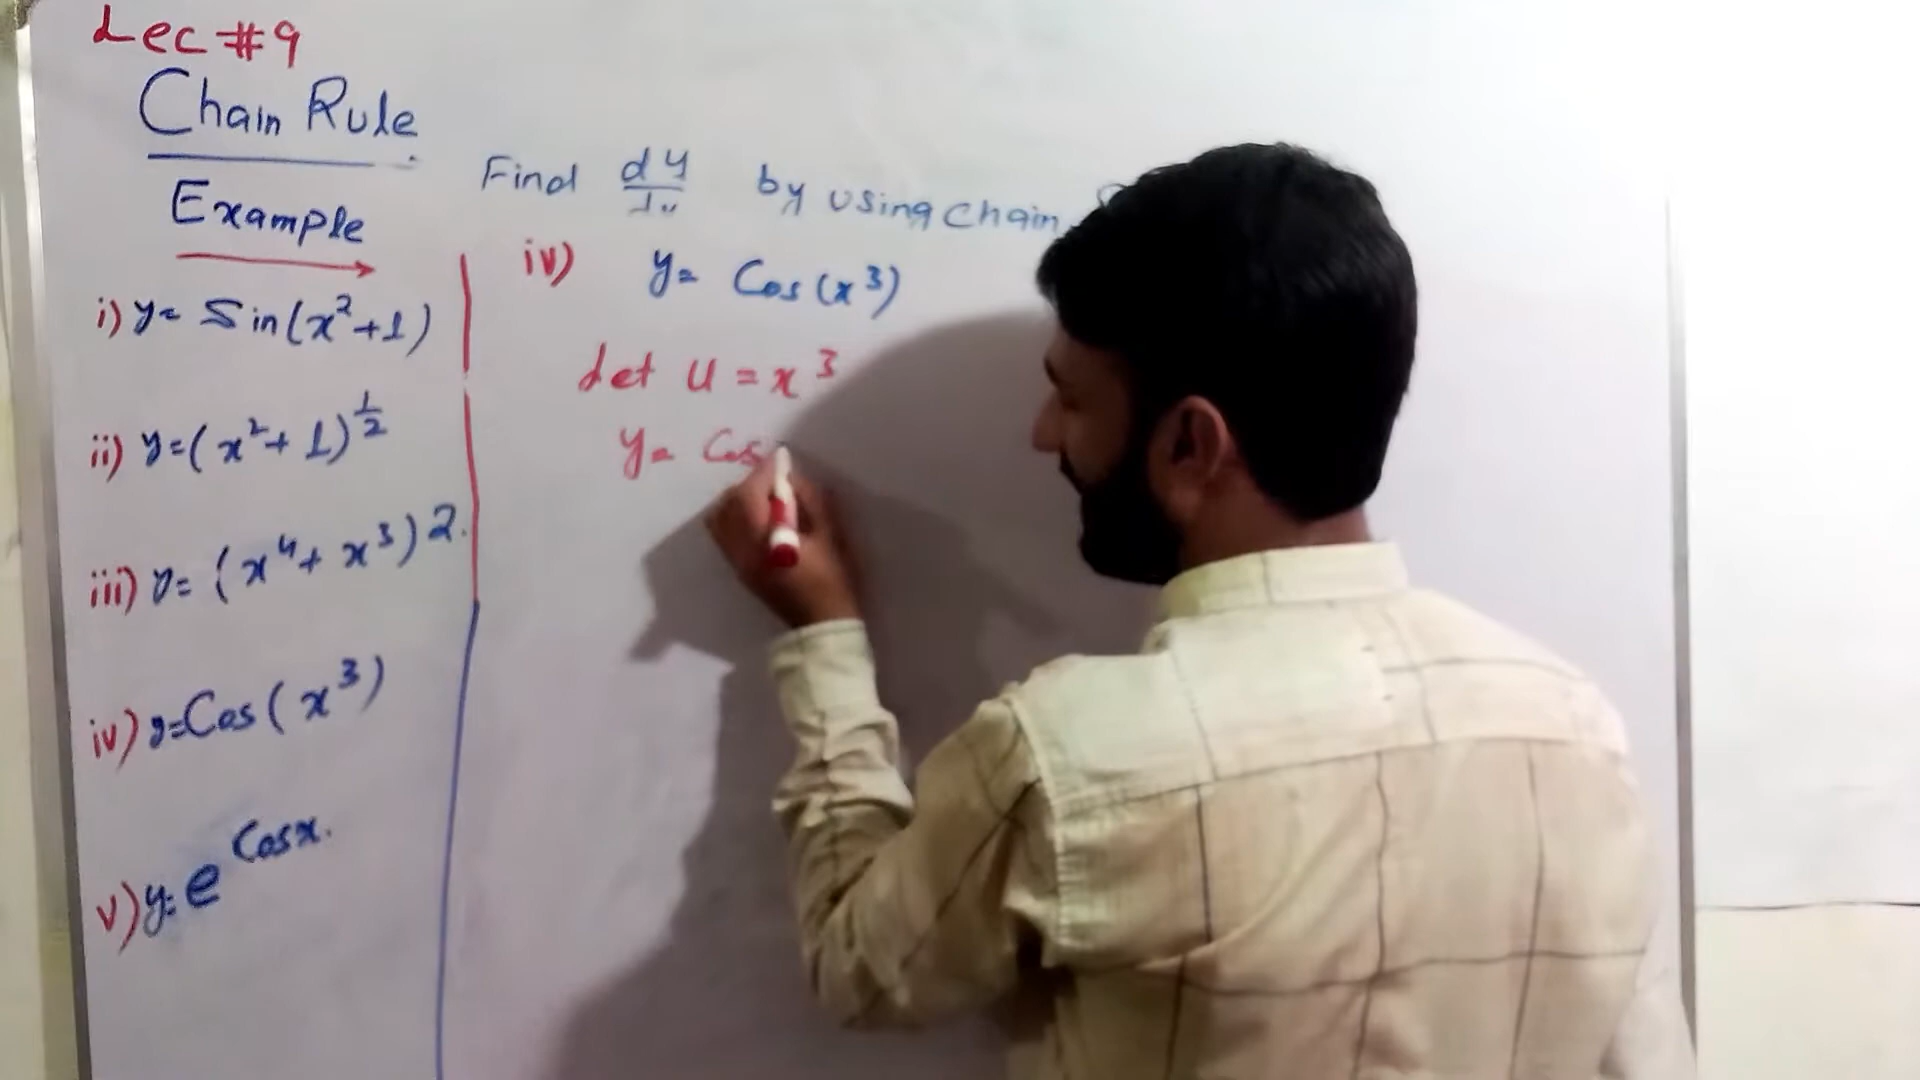 Lec #9
Chain Rule.
Example
i) y= Sin(x²+1)
ii) y=(x²+1)^½
iii) y= (x⁴+x³)².
iv) y=Cos(x³)
v) y= e^Cosx.
Find dy/dx by using chain
iv) y= Cos(x³)
Let u = x³
y= Cos